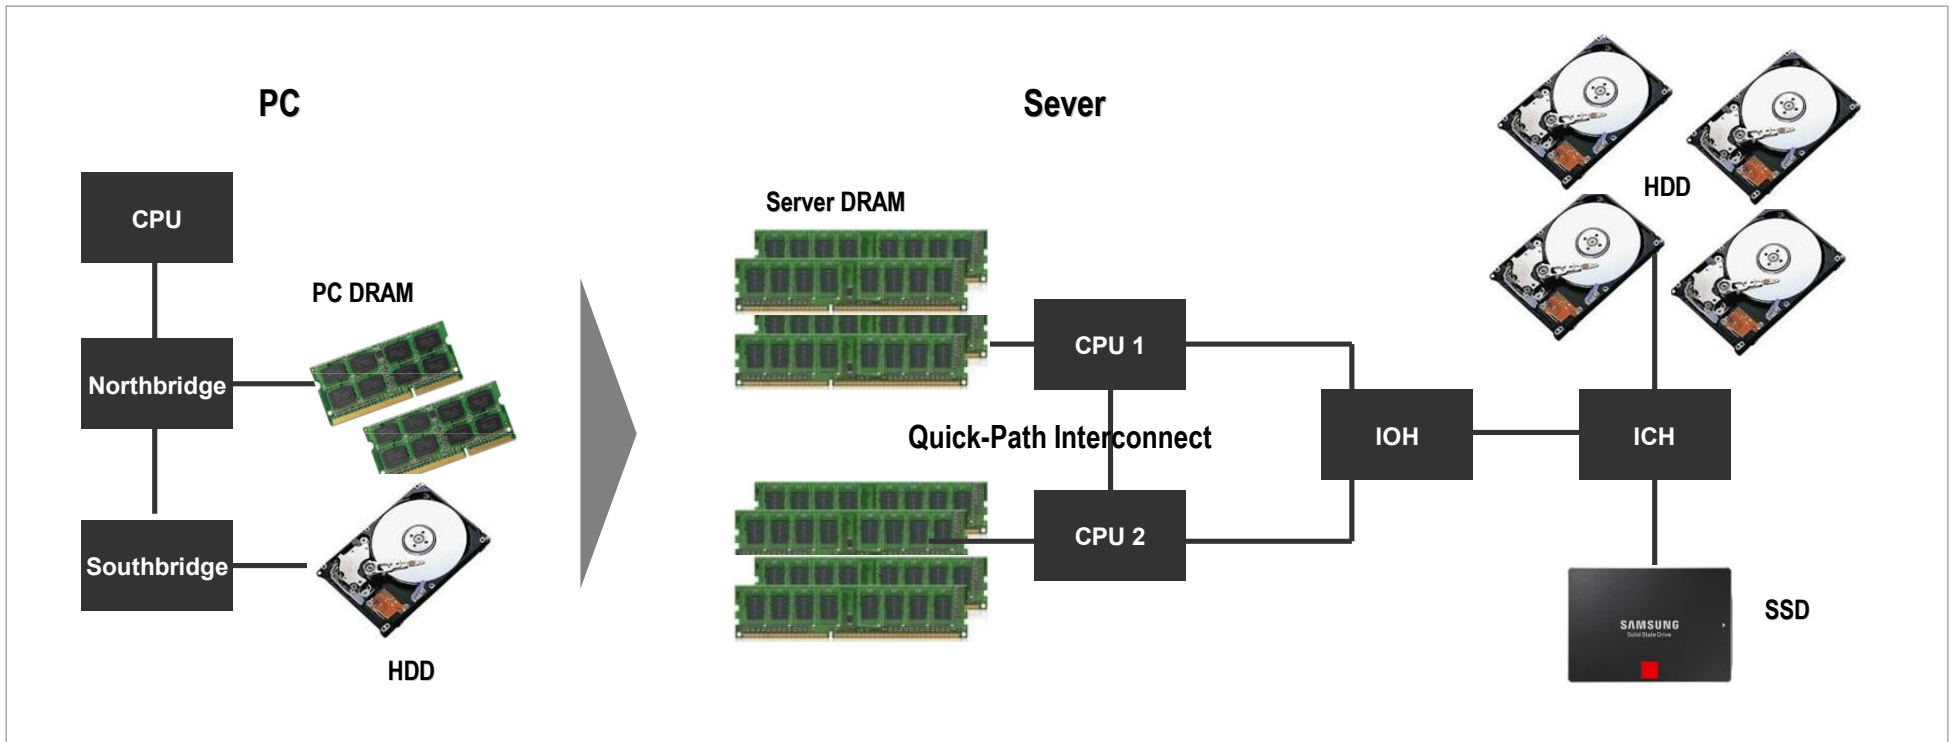 PC
Sever
CPU
Northbridge
Southbridge
PC DRAM
HDD
Server DRAM
CPU 1
Quick-Path Interconnect
CPU 2
IOH
ICH
HDD
SAMSUNG
Solid State Drive
SSD